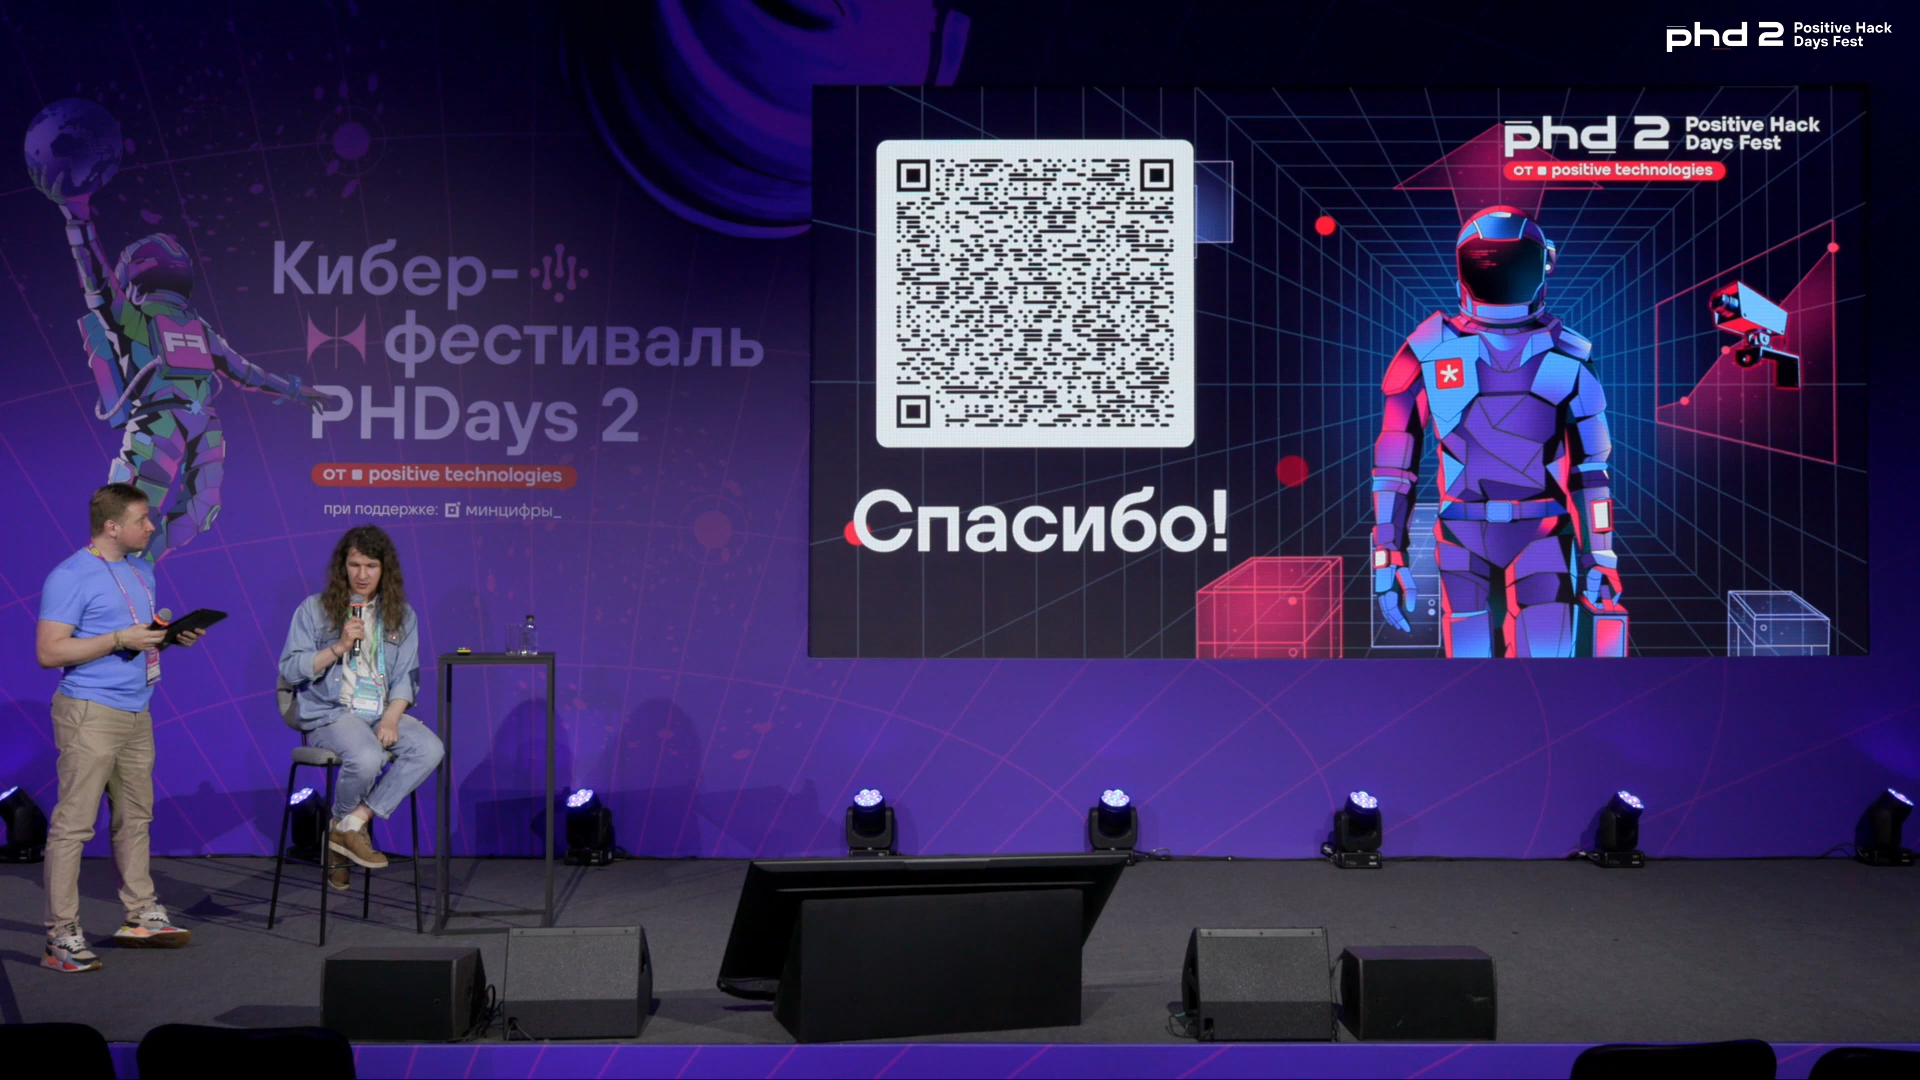 phd 2 Positive Hack
Days Fest
phd 2 Positive Hack
Days Fest
от positive technologies
Кибер-
фестиваль
PHDays 2
от positive technologies
при поддержке: минцифры_
Спасибо!